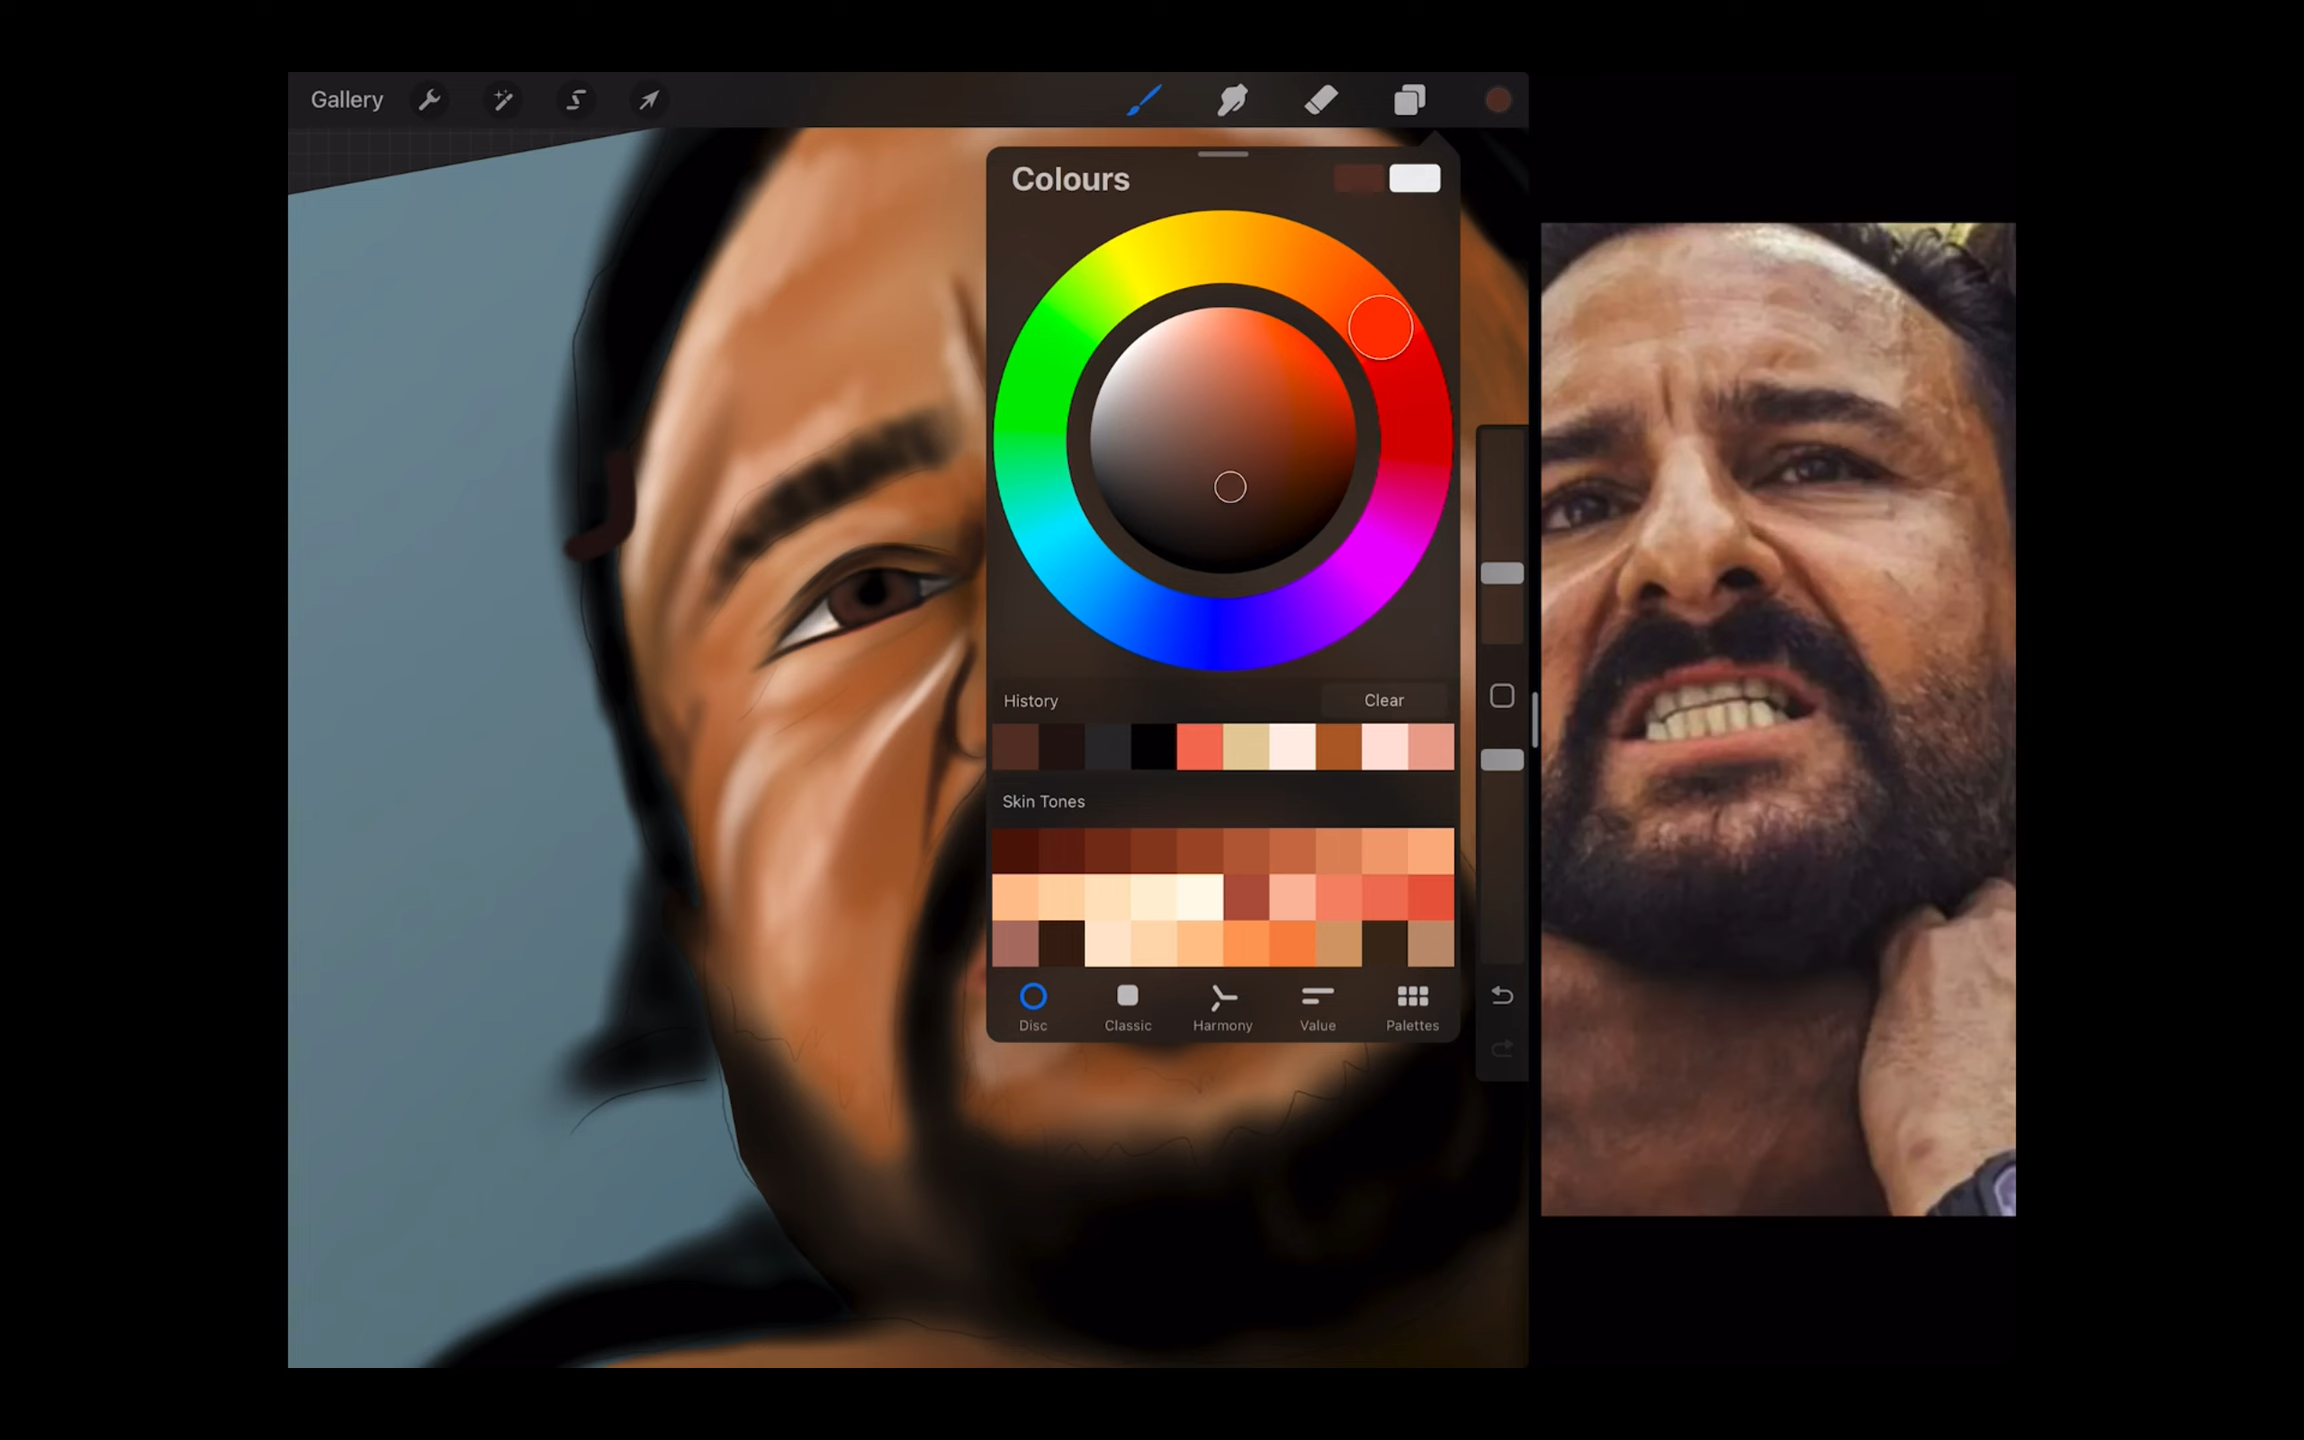 Gallery
Colours
History
Clear
Skin Tones
Disc
Classic
Harmony
Value
Palettes